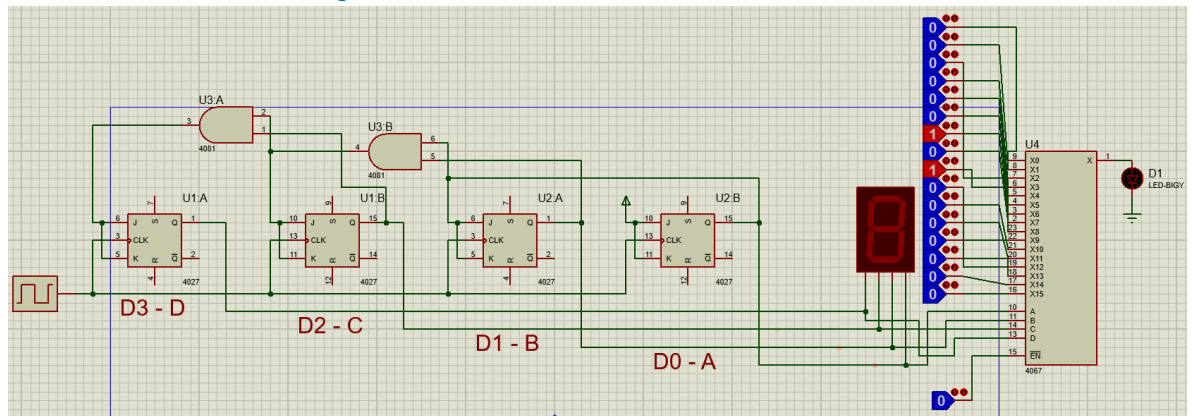 0
0
0
0
0
0
1
0
1
0
0
0
0
0
0
0
U3:A
3
2
1
4081
U3:B
4
6
5
4081
U4
9 X0
8 X1
7 X2
6 X3
5 X4
4 X5
3 X6
2 X7
23 X8
22 X9
21 X10
20 X11
19 X12
18 X13
17 X14
16 X15
10 A
11 B
14 C
13 D
15 EN
X 1
4067
D1
LED-BIGY
U1:A
7
6 J S Q 1
3 CLK
5 K R Q 2
4
4027
U1:B
9
10 J S Q 15
13 CLK
11 K R Q 14
12
4027
U2:A
7
6 J S Q 1
3 CLK
5 K R Q 2
4
4027
U2:B
9
10 J S Q 15
13 CLK
11 K R Q 14
12
4027
D3 - D
D2 - C
D1 - B
D0 - A
0